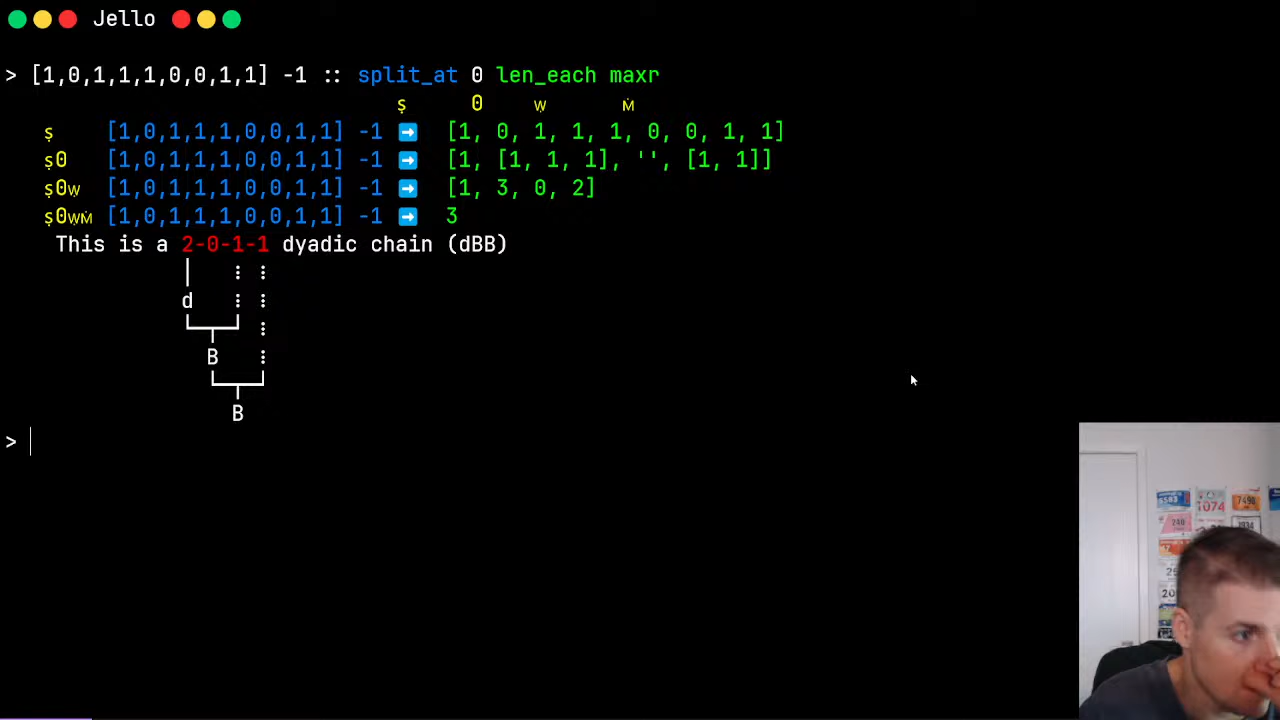 Jello
> [1,0,1,1,1,0,0,1,1] -1 :: split_at 0 len_each maxr
ṣ 0 ẉ Ṁ
ṣ [1,0,1,1,1,0,0,1,1] -1 ➡ [1, 0, 1, 1, 1, 0, 0, 1, 1]
ṣ0 [1,0,1,1,1,0,0,1,1] -1 ➡ [1, [1, 1, 1], '', [1, 1]]
ṣ0ẉ [1,0,1,1,1,0,0,1,1] -1 ➡ [1, 3, 0, 2]
ṣ0ẉṀ [1,0,1,1,1,0,0,1,1] -1 ➡ 3
This is a 2-0-1-1 dyadic chain (dBB)
d
B
B
>
1074
7490